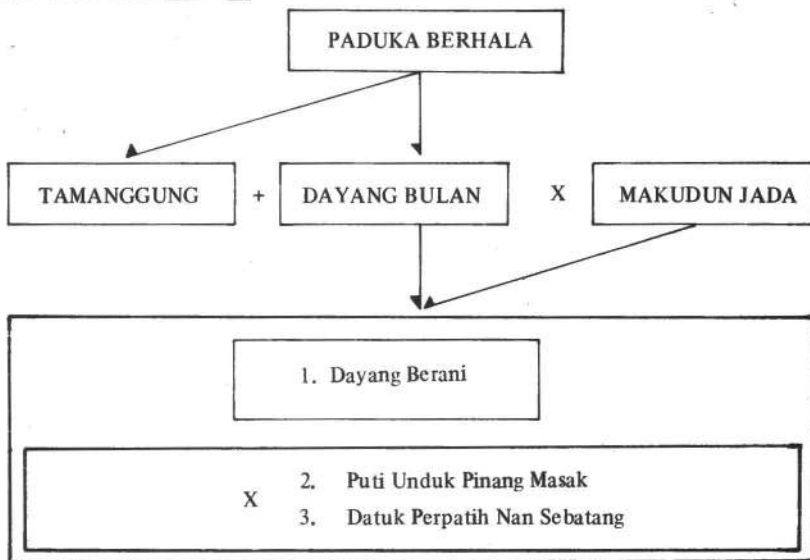 PADUKA BERHALA
TAMANGGUNG + DAYANG BULAN X MAKUDUN JADA
1. Dayang Berani
X 2. Puti Unduk Pinang Masak
3. Datuk Perpatih Nan Sebatang